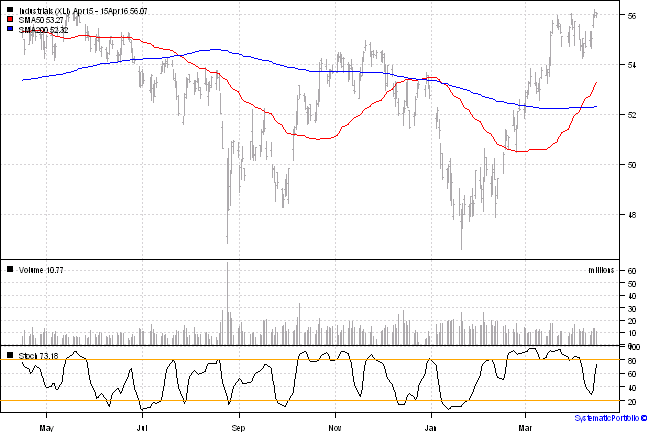 Industrials (XLI) Apr15 - 15Apr16 56.07
SMA50 53.27
SMA200 52.32
56
54
52
50
48
Volume 10.77
millions
60
50
40
30
20
10
0
Stoch 73.18
100
80
60
40
20
May Jul Sep Nov Jan Mar
SystematicPortfolio ©